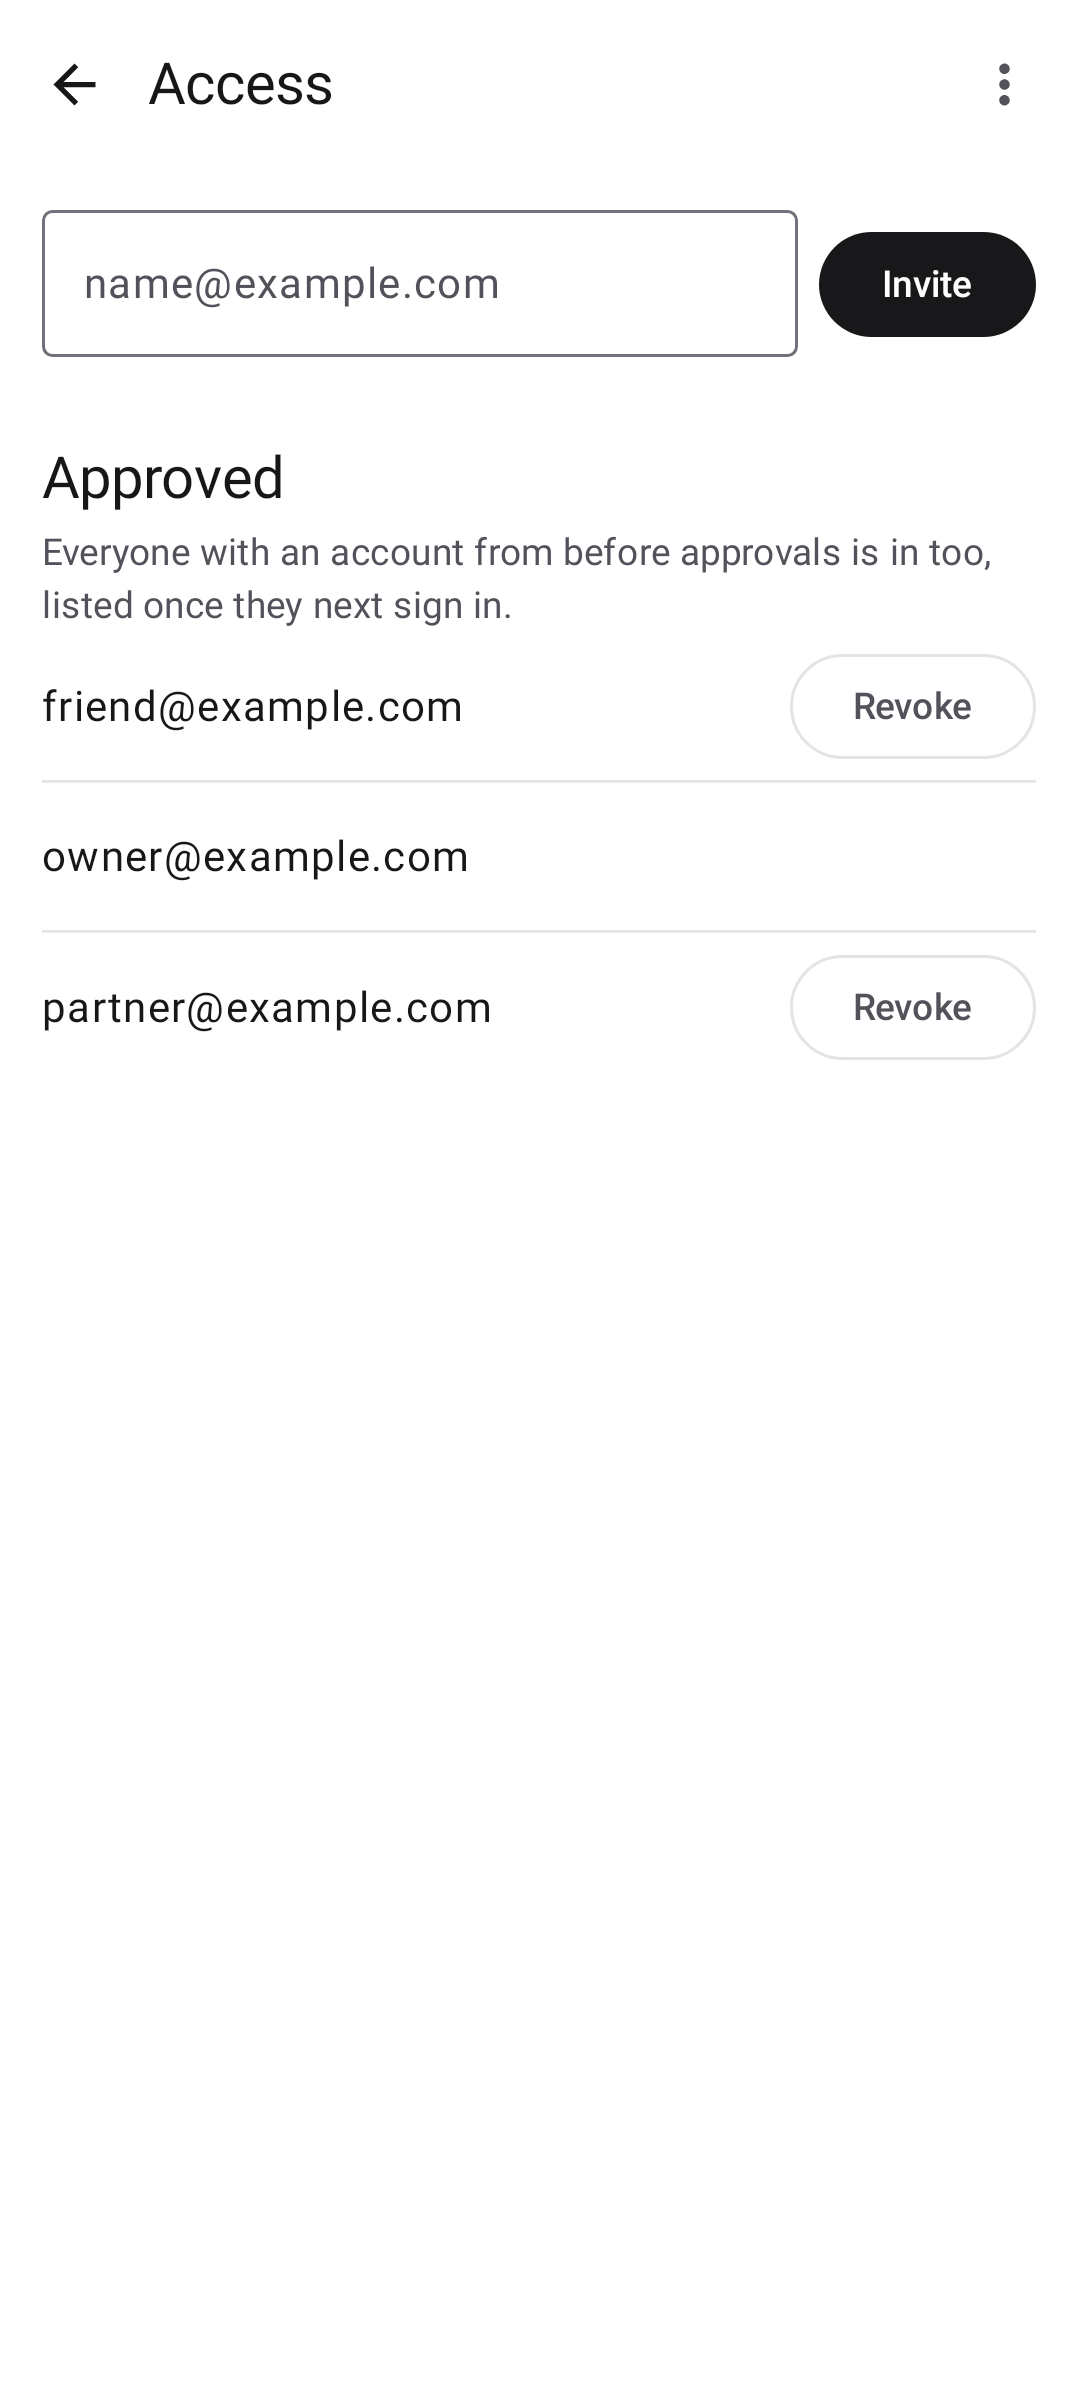 Access
name@example.com
Invite
Approved
Everyone with an account from before approvals is in too,
listed once they next sign in.
friend@example.com
Revoke
owner@example.com
partner@example.com
Revoke